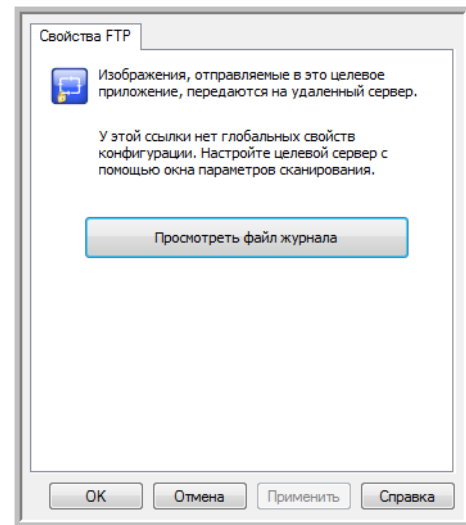 Свойства FTP
Изображения, отправляемые в это целевое
приложение, передаются на удаленный сервер.
У этой ссылки нет глобальных свойств
конфигурации. Настройте целевой сервер с
помощью окна параметров сканирования.
Просмотреть файл журнала
OK Отмена Применить Справка